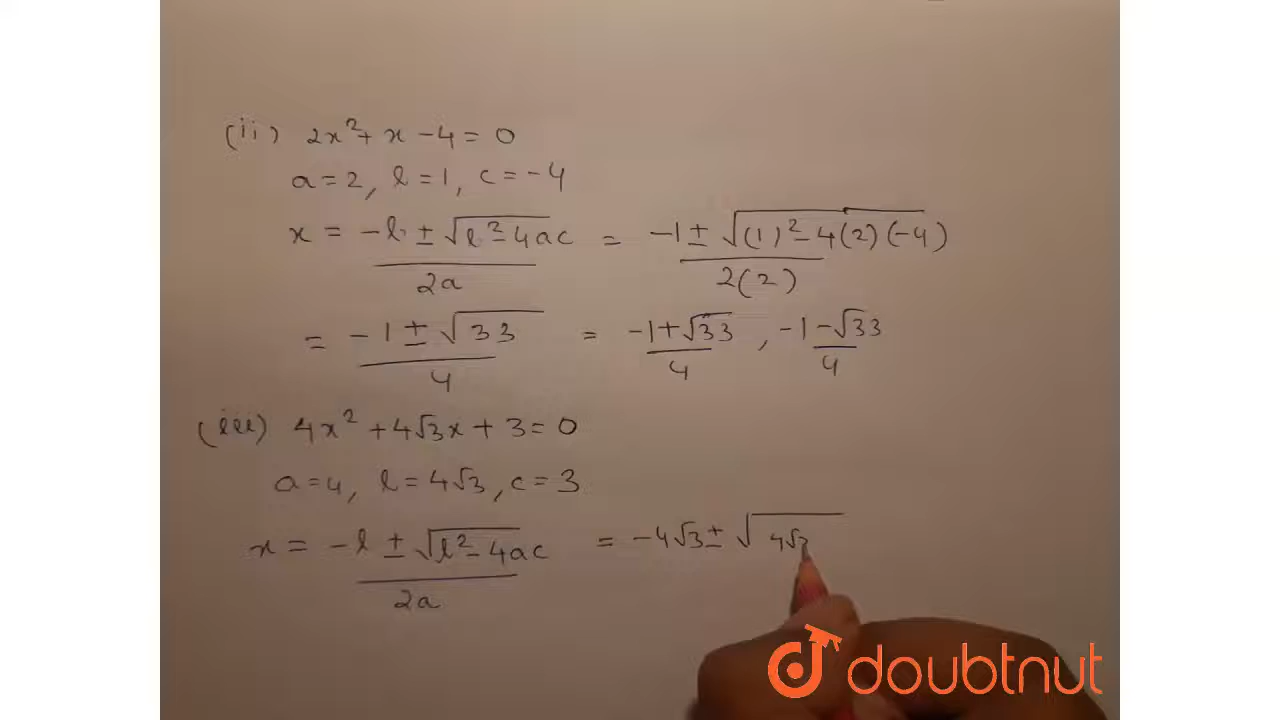 (ii) 2x² + x - 4 = 0
a = 2, b = 1, c = -4
x = -b ± √b² - 4ac / 2a = -1 ± √(1)² - 4(2)(-4) / 2(2)
= -1 ± √33 / 4 = -1 + √33 / 4 , -1 - √33 / 4
(iii) 4x² + 4√3x + 3 = 0
a = 4, b = 4√3, c = 3
x = -b ± √b² - 4ac / 2a = -4√3 ± √4√3
doubtnut